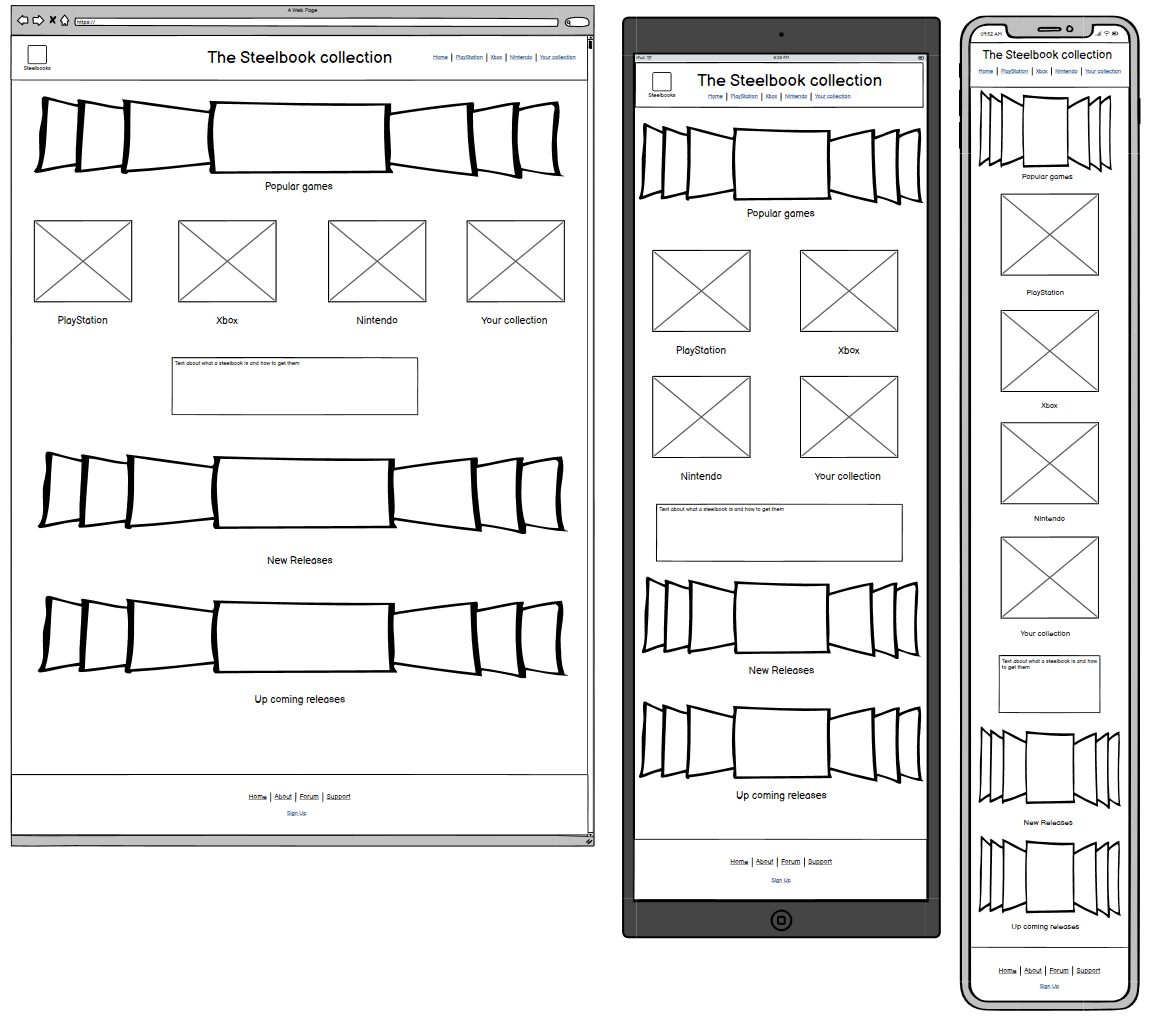 A Web Page
https://
Steelbooks
The Steelbook collection
Home | PlayStation | Xbox | Nintendo | Your collection
Popular games
PlayStation
Xbox
Nintendo
Your collection
Text about what a steelbook is and how to get them
New Releases
Up coming releases
Home | About | Forum | Support
Sign Up
iPad
8:38 PM
Steelbooks
The Steelbook collection
Home | PlayStation | Xbox | Nintendo | Your collection
Popular games
PlayStation
Xbox
Nintendo
Your collection
Text about what a steelbook is and how to get them
New Releases
Up coming releases
Home | About | Forum | Support
Sign Up
09:52 AM
The Steelbook collection
Home | PlayStation | Xbox | Nintendo | Your collection
Popular games
PlayStation
Xbox
Nintendo
Your collection
Text about what a steelbook is and how
to get them
New Releases
Up coming releases
Home | About | Forum | Support
Sign Up